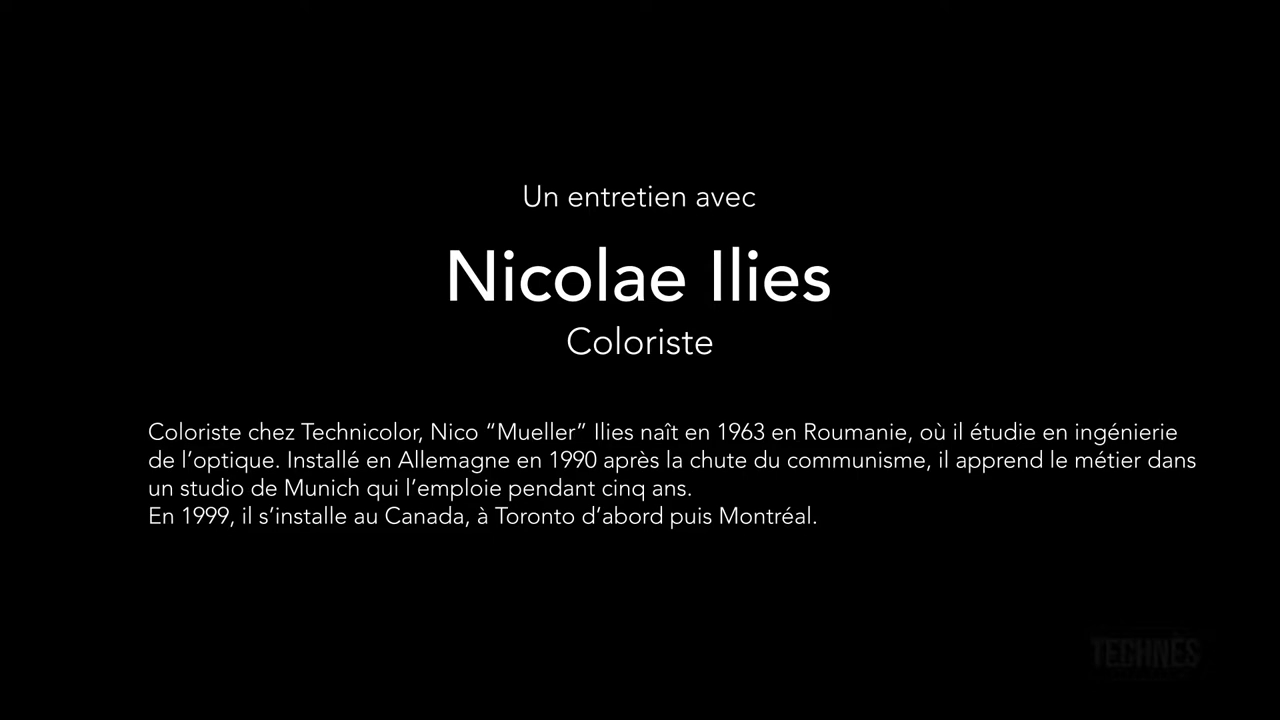 Un entretien avec
Nicolae Ilies
Coloriste
Coloriste chez Technicolor, Nico “Mueller” Ilies naît en 1963 en Roumanie, où il étudie en ingénierie
de l’optique. Installé en Allemagne en 1990 après la chute du communisme, il apprend le métier dans
un studio de Munich qui l’emploie pendant cinq ans.
En 1999, il s’installe au Canada, à Toronto d’abord puis Montréal.
TECHNÈS